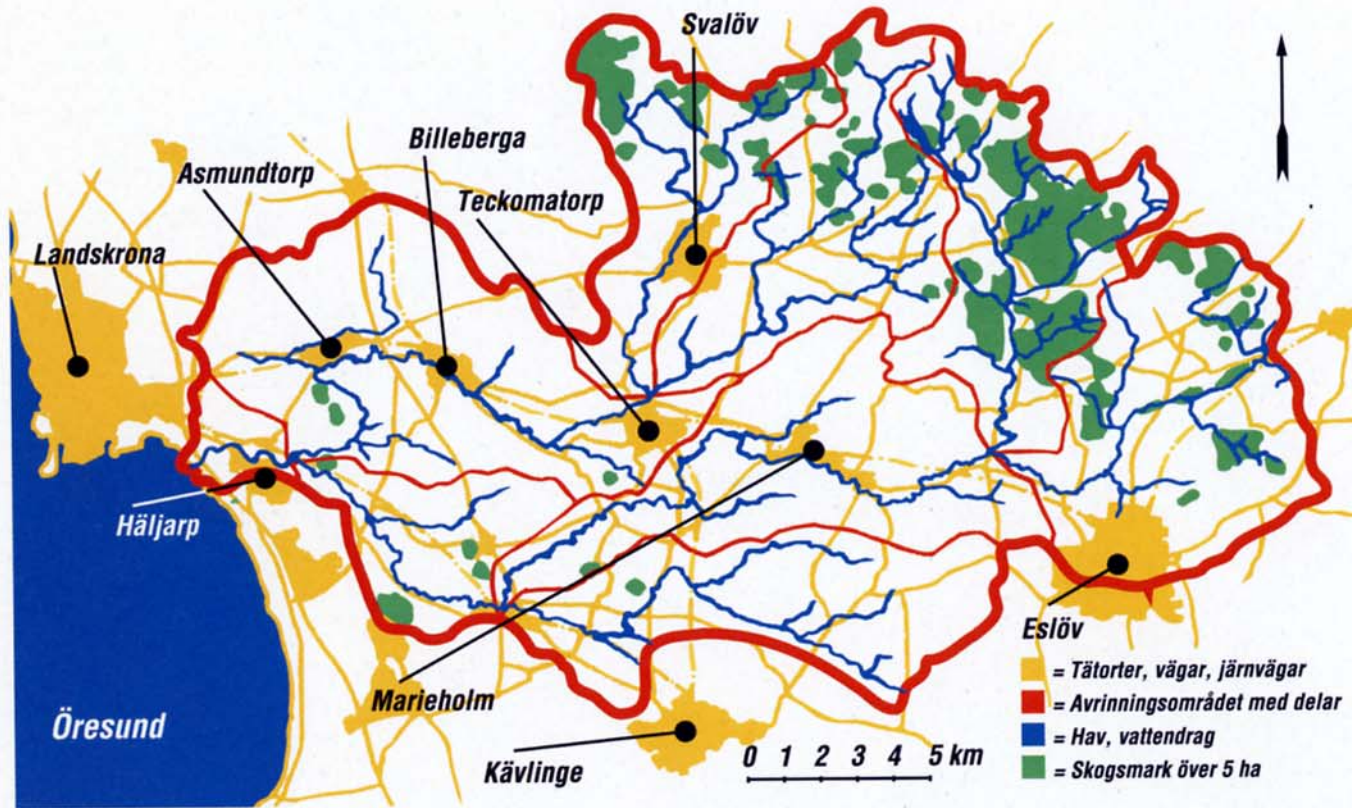 Svalöv
Billeberga
Asmundtorp
Teckomatorp
Landskrona
Häljarp
Eslöv
Marieholm
Öresund
Kävlinge
0 1 2 3 4 5 km
= Tätorter, vägar, järnvägar
= Avrinningsområdet med delar
= Hav, vattendrag
= Skogsmark över 5 ha